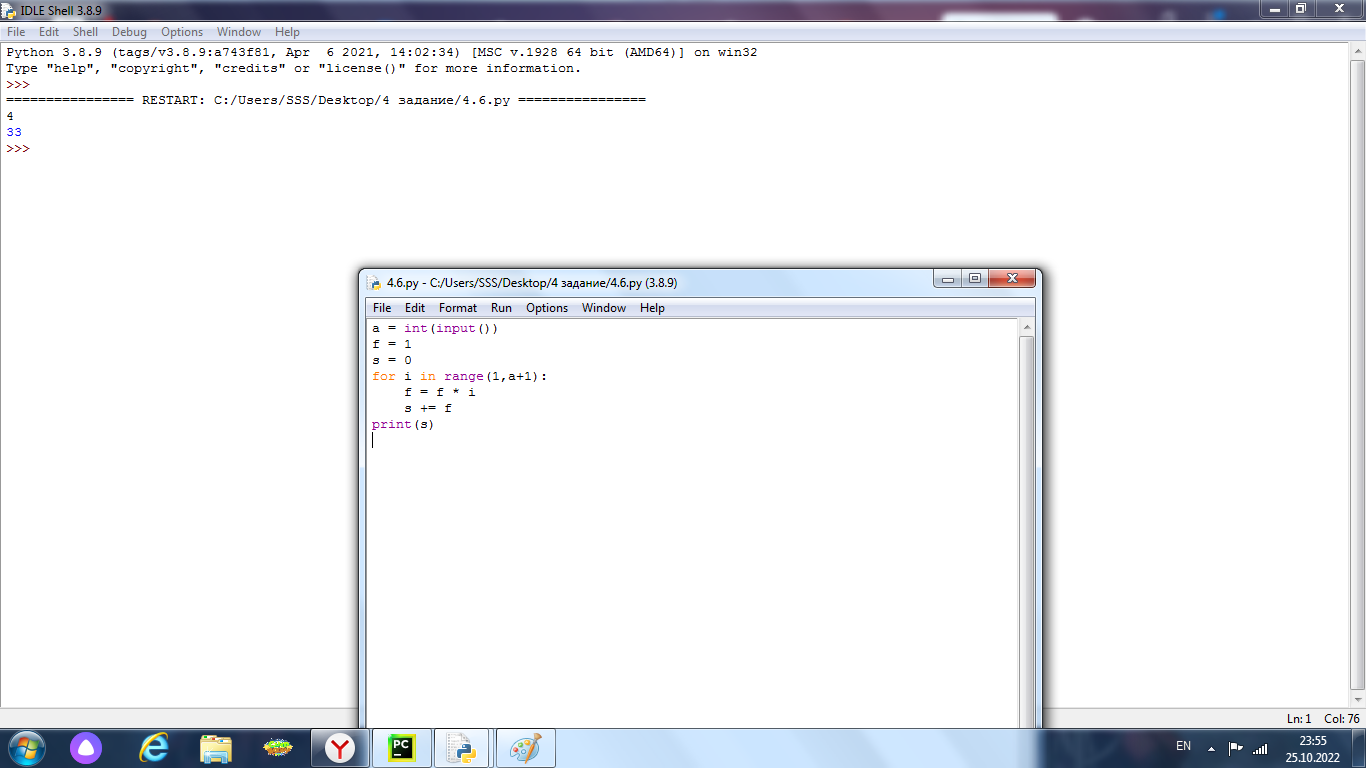 IDLE Shell 3.8.9
File Edit Shell Debug Options Window Help
Python 3.8.9 (tags/v3.8.9:a743f81, Apr  6 2021, 14:02:34) [MSC v.1928 64 bit (AMD64)] on win32
Type "help", "copyright", "credits" or "license()" for more information.
>>>
================ RESTART: C:/Users/SSS/Desktop/4 задание/4.6.py ================
4
33
>>>
4.6.py - C:/Users/SSS/Desktop/4 задание/4.6.py (3.8.9)
File Edit Format Run Options Window Help
a = int(input())
f = 1
s = 0
for i in range(1,a+1):
    f = f * i
    s += f
print(s)
Ln: 1 Col: 76
PC
EN
23:55
25.10.2022